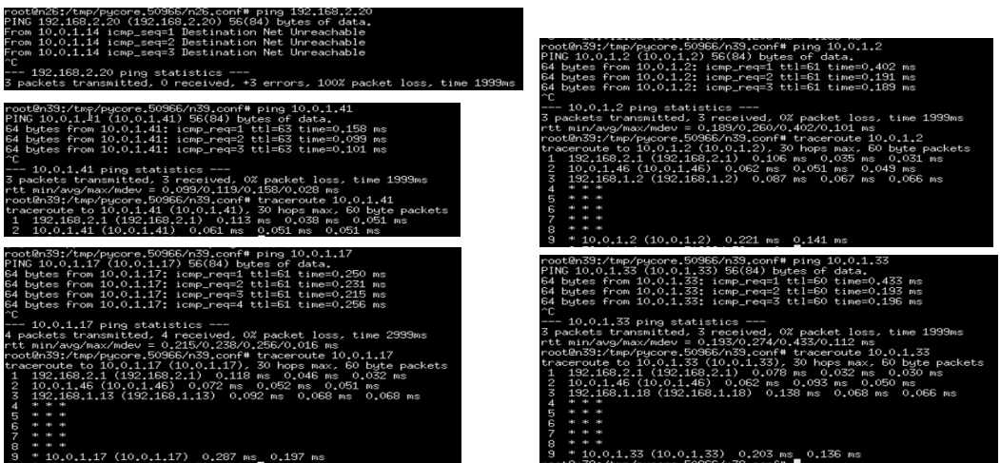 root@n26:/tmp/pycore.50966/n26.conf# ping 192.168.2.20
PING 192.168.2.20 (192.168.2.20) 56(84) bytes of data.
From 10.0.1.14 icmp_seq=1 Destination Net Unreachable
From 10.0.1.14 icmp_seq=2 Destination Net Unreachable
From 10.0.1.14 icmp_seq=3 Destination Net Unreachable
^C
--- 192.168.2.20 ping statistics ---
3 packets transmitted, 0 received, +3 errors, 100% packet loss, time 1999ms
root@n39:/tmp/pycore.50966/n39.conf# ping 10.0.1.41
PING 10.0.1.41 (10.0.1.41) 56(84) bytes of data.
64 bytes from 10.0.1.41: icmp_req=1 ttl=63 time=0.158 ms
64 bytes from 10.0.1.41: icmp_req=2 ttl=63 time=0.099 ms
64 bytes from 10.0.1.41: icmp_req=3 ttl=63 time=0.101 ms
^C
--- 10.0.1.41 ping statistics ---
3 packets transmitted, 3 received, 0% packet loss, time 1999ms
rtt min/avg/max/mdev = 0.099/0.119/0.158/0.028 ms
root@n39:/tmp/pycore.50966/n39.conf# traceroute 10.0.1.41
traceroute to 10.0.1.41 (10.0.1.41), 30 hops max, 60 byte packets
1 192.168.2.1 (192.168.2.1) 0.113 ms 0.038 ms 0.051 ms
2 10.0.1.41 (10.0.1.41) 0.061 ms 0.051 ms 0.051 ms
root@n39:/tmp/pycore.50966/n39.conf# ping 10.0.1.17
PING 10.0.1.17 (10.0.1.17) 56(84) bytes of data.
64 bytes from 10.0.1.17: icmp_req=1 ttl=61 time=0.250 ms
64 bytes from 10.0.1.17: icmp_req=2 ttl=61 time=0.231 ms
64 bytes from 10.0.1.17: icmp_req=3 ttl=61 time=0.215 ms
64 bytes from 10.0.1.17: icmp_req=4 ttl=61 time=0.256 ms
^C
--- 10.0.1.17 ping statistics ---
4 packets transmitted, 4 received, 0% packet loss, time 2999ms
rtt min/avg/max/mdev = 0.215/0.238/0.256/0.016 ms
root@n39:/tmp/pycore.50966/n39.conf# traceroute 10.0.1.17
traceroute to 10.0.1.17 (10.0.1.17), 30 hops max, 60 byte packets
1 192.168.2.1 (192.168.2.1) 0.118 ms 0.046 ms 0.032 ms
2 10.0.1.46 (10.0.1.46) 0.072 ms 0.052 ms 0.051 ms
3 192.168.1.13 (192.168.1.13) 0.092 ms 0.068 ms 0.068 ms
4 * * *
5 * * *
6 * * *
7 * * *
8 * * *
9 * 10.0.1.17 (10.0.1.17) 0.287 ms 0.197 ms
root@n39:/tmp/pycore.50966/n39.conf# ping 10.0.1.2
PING 10.0.1.2 (10.0.1.2) 56(84) bytes of data.
64 bytes from 10.0.1.2: icmp_req=1 ttl=61 time=0.402 ms
64 bytes from 10.0.1.2: icmp_req=2 ttl=61 time=0.191 ms
64 bytes from 10.0.1.2: icmp_req=3 ttl=61 time=0.189 ms
^C
--- 10.0.1.2 ping statistics ---
3 packets transmitted, 3 received, 0% packet loss, time 1999ms
rtt min/avg/max/mdev = 0.189/0.260/0.402/0.101 ms
root@n39:/tmp/pycore.50966/n39.conf# traceroute 10.0.1.2
traceroute to 10.0.1.2 (10.0.1.2), 30 hops max, 60 byte packets
1 192.168.2.1 (192.168.2.1) 0.106 ms 0.035 ms 0.031 ms
2 10.0.1.46 (10.0.1.46) 0.062 ms 0.051 ms 0.049 ms
3 192.168.1.2 (192.168.1.2) 0.087 ms 0.067 ms 0.066 ms
4 * * *
5 * * *
6 * * *
7 * * *
8 * * *
9 * 10.0.1.2 (10.0.1.2) 0.221 ms 0.141 ms
root@n39:/tmp/pycore.50966/n39.conf# ping 10.0.1.33
PING 10.0.1.33 (10.0.1.33) 56(84) bytes of data.
64 bytes from 10.0.1.33: icmp_req=1 ttl=60 time=0.433 ms
64 bytes from 10.0.1.33: icmp_req=2 ttl=60 time=0.193 ms
64 bytes from 10.0.1.33: icmp_req=3 ttl=60 time=0.196 ms
^C
--- 10.0.1.33 ping statistics ---
3 packets transmitted, 3 received, 0% packet loss, time 1999ms
rtt min/avg/max/mdev = 0.193/0.274/0.433/0.112 ms
root@n39:/tmp/pycore.50966/n39.conf# traceroute 10.0.1.33
traceroute to 10.0.1.33 (10.0.1.33), 30 hops max, 60 byte packets
1 192.168.2.1 (192.168.2.1) 0.078 ms 0.032 ms 0.030 ms
2 10.0.1.46 (10.0.1.46) 0.062 ms 0.093 ms 0.050 ms
3 192.168.1.18 (192.168.1.18) 0.138 ms 0.068 ms 0.066 ms
4 * * *
5 * * *
6 * * *
7 * * *
8 * * *
9 * 10.0.1.33 (10.0.1.33) 0.203 ms 0.136 ms